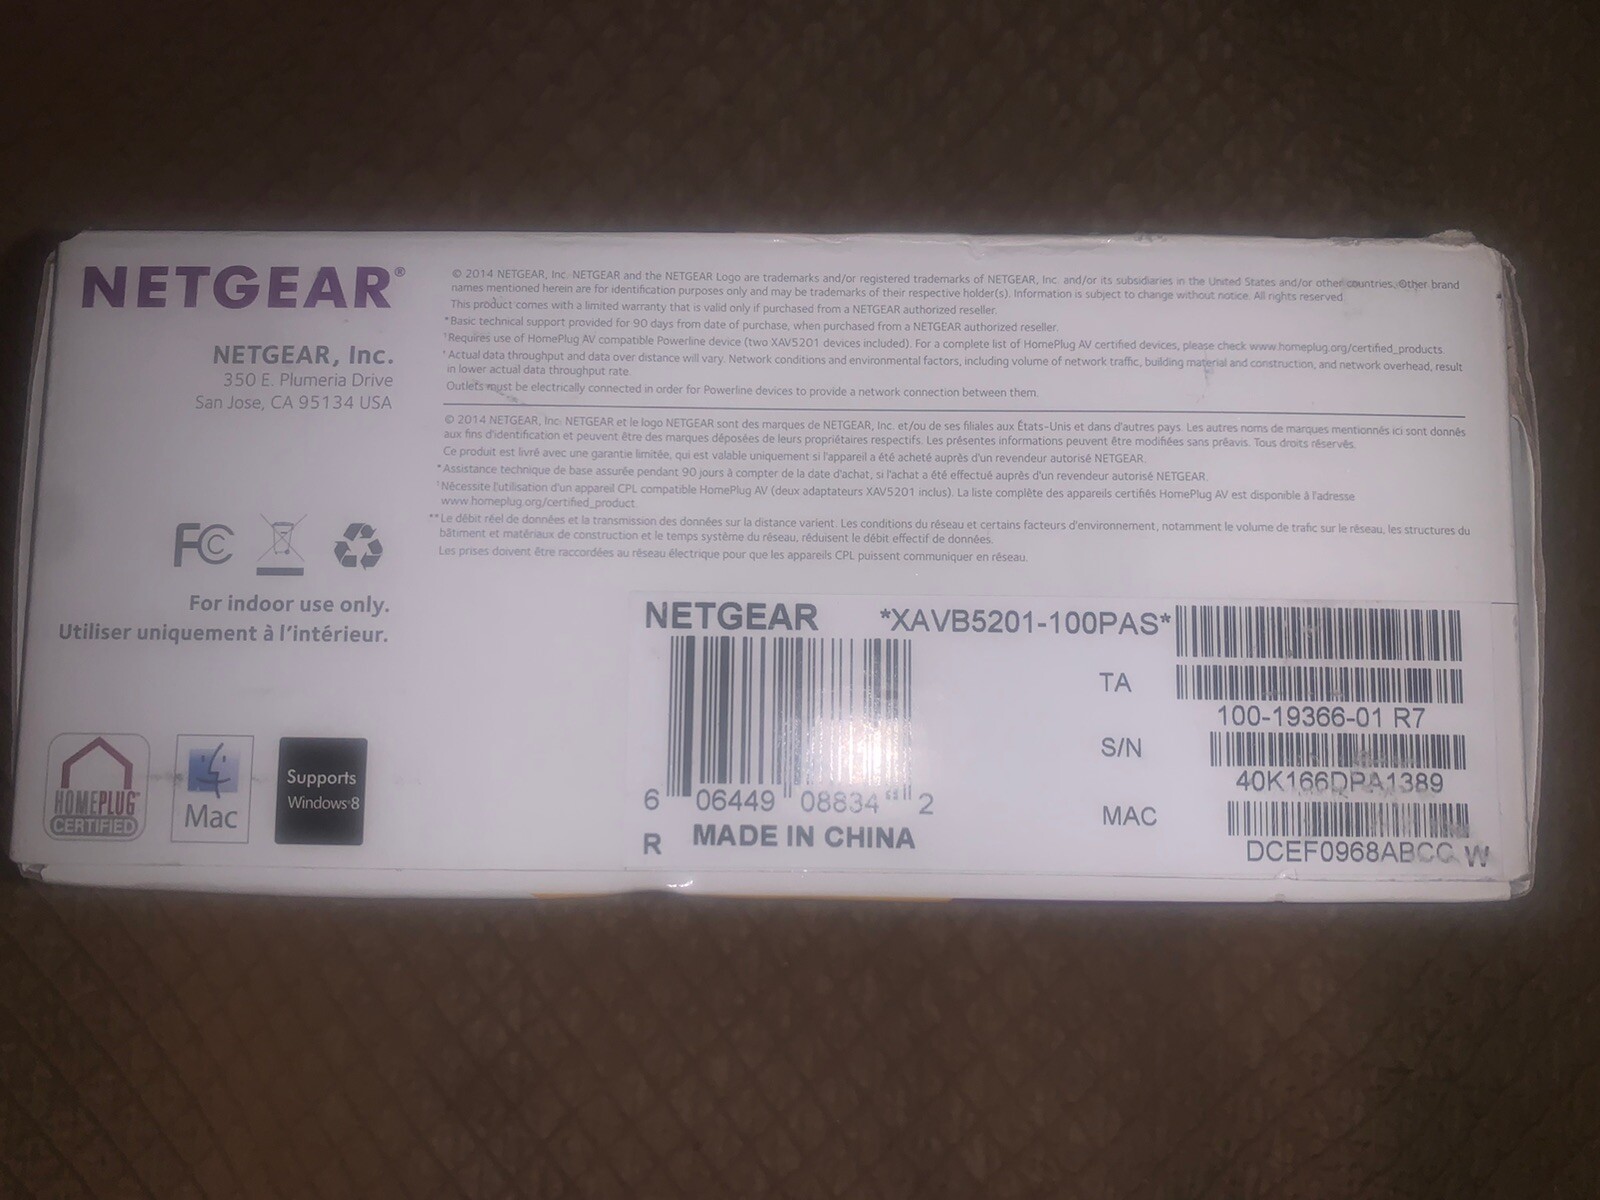 NETGEAR®
NETGEAR, Inc.
350 E. Plumeria Drive
San Jose, CA 95134 USA
© 2014 NETGEAR, Inc. NETGEAR and the NETGEAR Logo are trademarks and/or registered trademarks of NETGEAR, Inc. and/or its subsidiaries in the United States and/or other countries. Other brand
names mentioned herein are for identification purposes only and may be trademarks of their respective holder(s). Information is subject to change without notice. All rights reserved.
This product comes with a limited warranty that is valid only if purchased from a NETGEAR authorized reseller.
*Basic technical support provided for 90 days from date of purchase, when purchased from a NETGEAR authorized reseller.
†Requires use of HomePlug AV compatible Powerline device (two XAV5201 devices included). For a complete list of HomePlug AV certified devices, please check www.homeplug.org/certified_products.
Actual data throughput and data over distance will vary. Network conditions and environmental factors, including volume of network traffic, building material and construction, and network overhead, result
in lower actual data throughput rate.
Outlets must be electrically connected in order for Powerline devices to provide a network connection between them.
© 2014 NETGEAR, Inc. NETGEAR et le logo NETGEAR sont des marques de NETGEAR, Inc. et/ou de ses filiales aux États-Unis et dans d'autres pays. Les autres noms de marques mentionnés ici sont donnés
aux fins d'identification et peuvent être des marques déposées de leurs propriétaires respectifs. Les présentes informations peuvent être modifiées sans préavis. Tous droits réservés.
Ce produit est livré avec une garantie limitée, qui est valable uniquement si l'appareil a été acheté auprès d'un revendeur autorisé NETGEAR.
*Assistance technique de base assurée pendant 90 jours à compter de la date d'achat, si l'achat a été effectué auprès d'un revendeur autorisé NETGEAR.
†Nécessite l'utilisation d'un appareil CPL compatible HomePlug AV (deux adaptateurs XAV5201 inclus). La liste complète des appareils certifiés HomePlug AV est disponible à l'adresse
www.homeplug.org/certified_product.
**Le débit réel de données et la transmission des données sur la distance varient. Les conditions du réseau et certains facteurs d'environnement, notamment le volume de trafic sur le réseau, les structures du
bâtiment et matériaux de construction et le temps système du réseau, réduisent le débit effectif de données.
Les prises doivent être raccordées au réseau électrique pour que les appareils CPL puissent communiquer en réseau.
FC
For indoor use only.
Utiliser uniquement à l'intérieur.
HOMEPLUG™
CERTIFIED
Mac
Supports
Windows 8
NETGEAR
*XAVB5201-100PAS*
TA
100-19366-01 R7
S/N
40K166DPA1389
MAC
DCEF0968ABCC W
6 06449 08834 2
R MADE IN CHINA